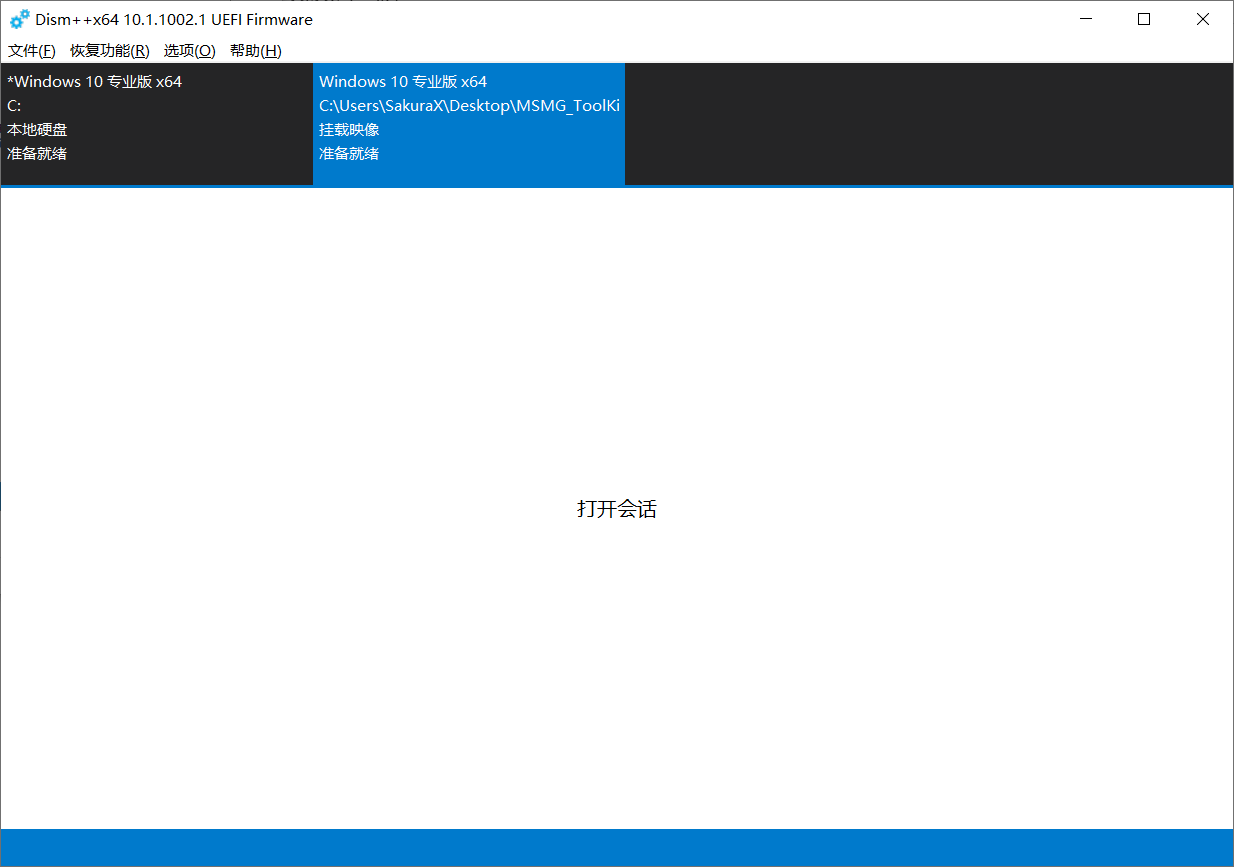 Dism++x64 10.1.1002.1 UEFI Firmware
文件(F) 恢复功能(R) 选项(O) 帮助(H)
*Windows 10 专业版 x64
C:
本地硬盘
准备就绪
Windows 10 专业版 x64
C:\Users\SakuraX\Desktop\MSMG_ToolKi
挂载映像
准备就绪
打开会话